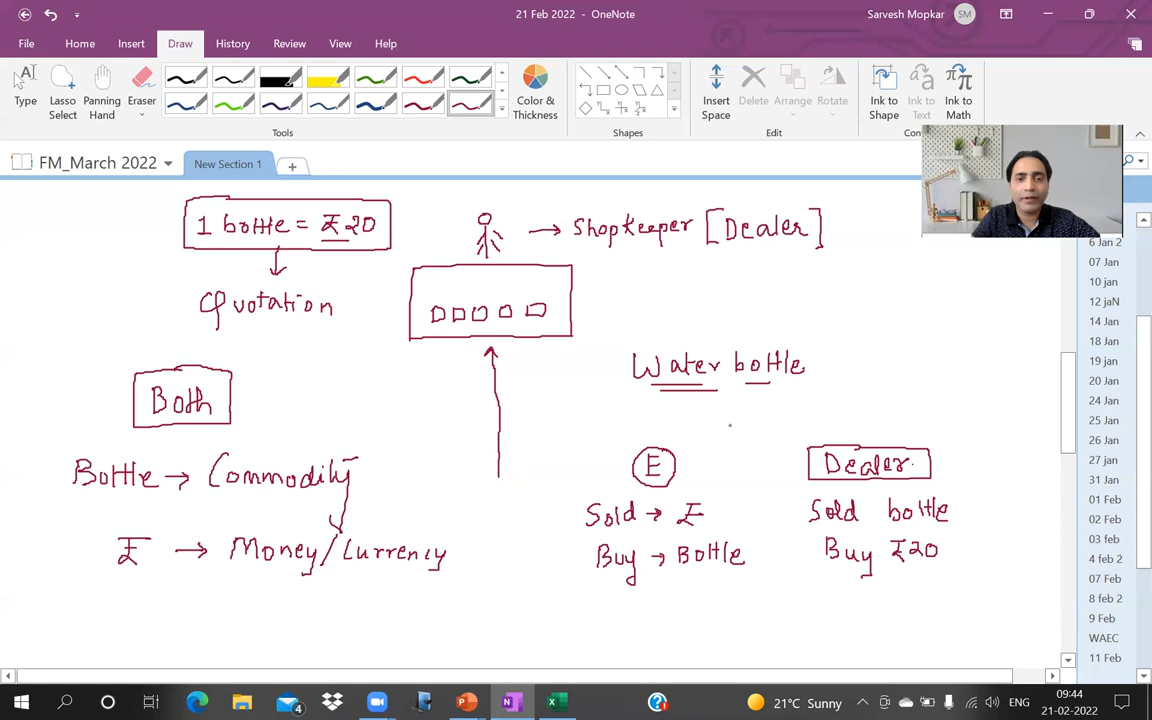 21 Feb 2022 - OneNote
Sarvesh Mopkar SM
File Home Insert Draw History Review View Help
Type
Lasso Select
Panning Hand
Eraser
Color & Thickness
Insert Space
Delete
Arrange
Rotate
Ink to Shape
Ink to Text
Ink to Math
Tools
Shapes
Edit
FM_March 2022
New Section 1
1 bottle = ₹20
Shopkeeper [Dealer]
Quotation
Water bottle
Both
Bottle → Commodity
₹ → Money/Currency
E
Sold → ₹
Buy → Bottle
Dealer
Sold bottle
Buy ₹20
6 Jan 2
07 Jan
10 jan
12 jaN
14 Jan
18 Jan
19 jan
20 Jan
24 Jan
25 Jan
26 Jan
27 jan
31 Jan
01 Feb
02 Feb
03 feb
4 feb 2
07 Feb
8 feb 2
9 Feb
WAEC
11 Feb
4
21°C Sunny
ENG
09:44
21-02-2022